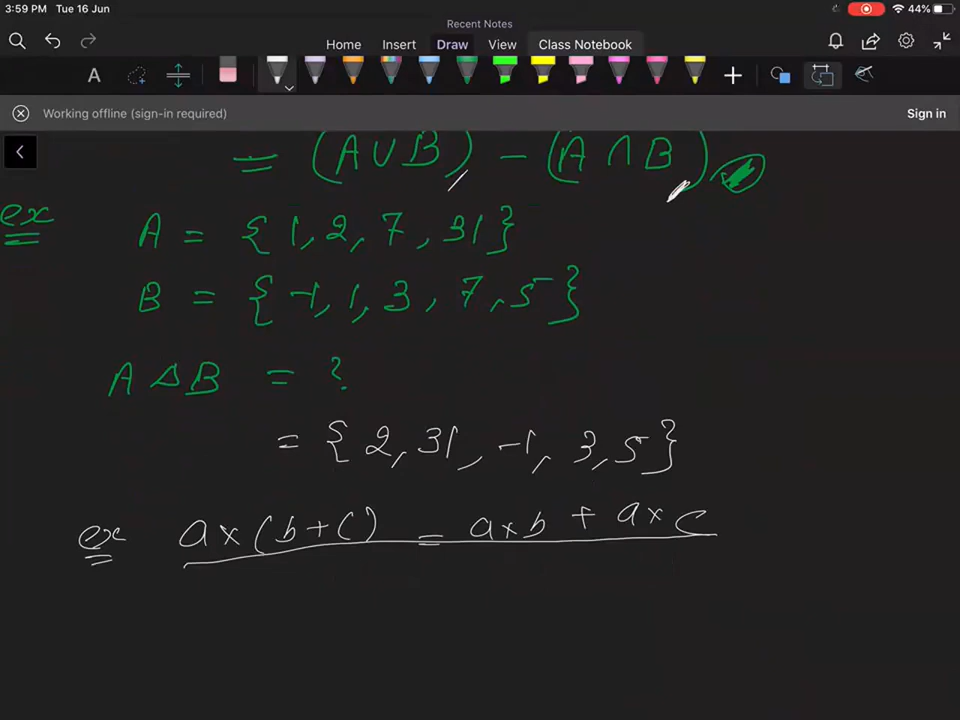 3:59 PM Tue 16 Jun
Recent Notes
44%
Home Insert Draw View Class Notebook
A
Working offline (sign-in required) Sign in
= (A∪B) - (A∩B)
ex A = {1, 2, 7, 31}
B = {-1, 1, 3, 7, 5}
A Δ B = ?
= {2, 31, -1, 3, 5}
ex a×(b+c) = a×b + a×c